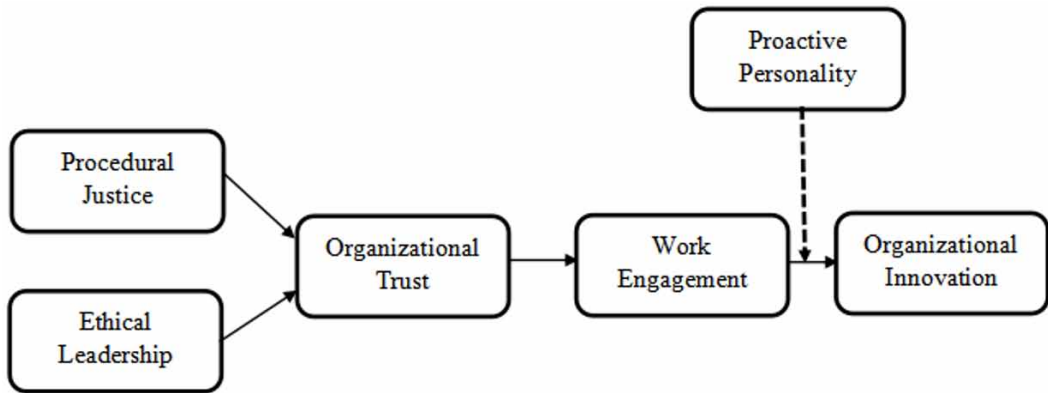 Proactive
Personality
Procedural
Justice
Organizational
Trust
Work
Engagement
Organizational
Innovation
Ethical
Leadership